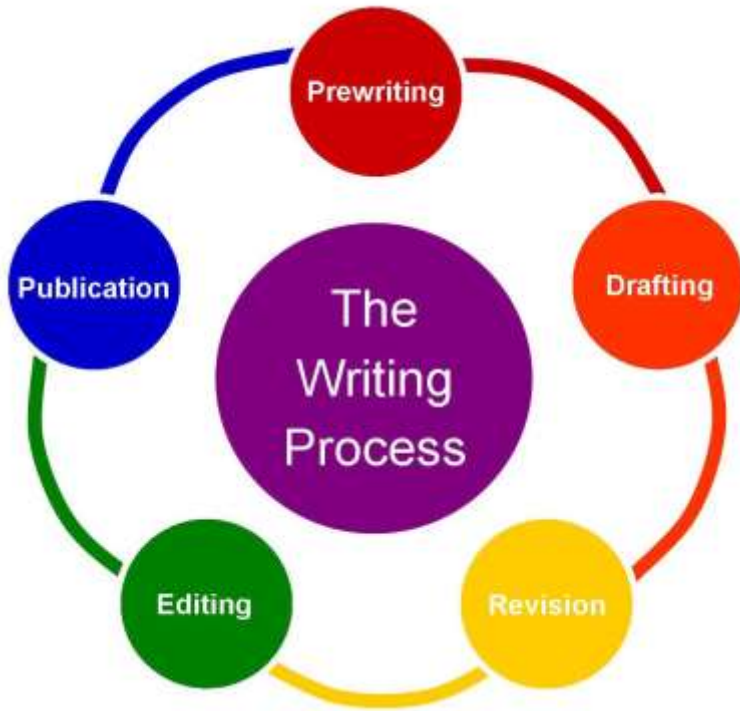 Prewriting
Drafting
Revision
Editing
Publication
The
Writing
Process